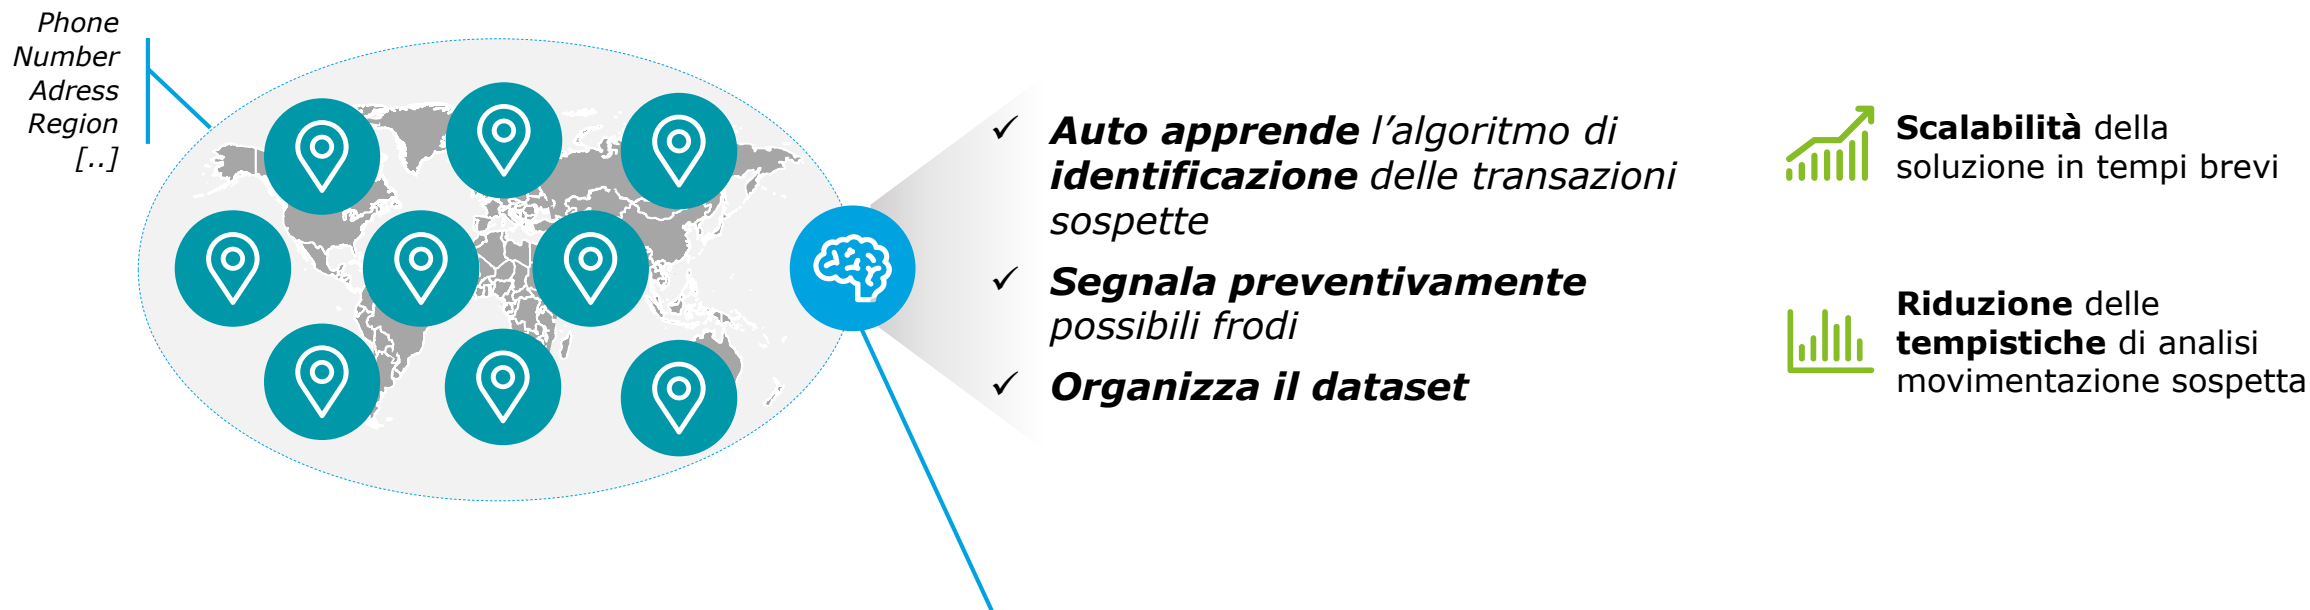 Phone
Number
Adress
Region
[..]
✓ Auto apprende l’algoritmo di
identificazione delle transazioni
sospette
✓ Segnala preventivamente
possibili frodi
✓ Organizza il dataset
Scalabilità della
soluzione in tempi brevi
Riduzione delle
tempistiche di analisi
movimentazione sospetta